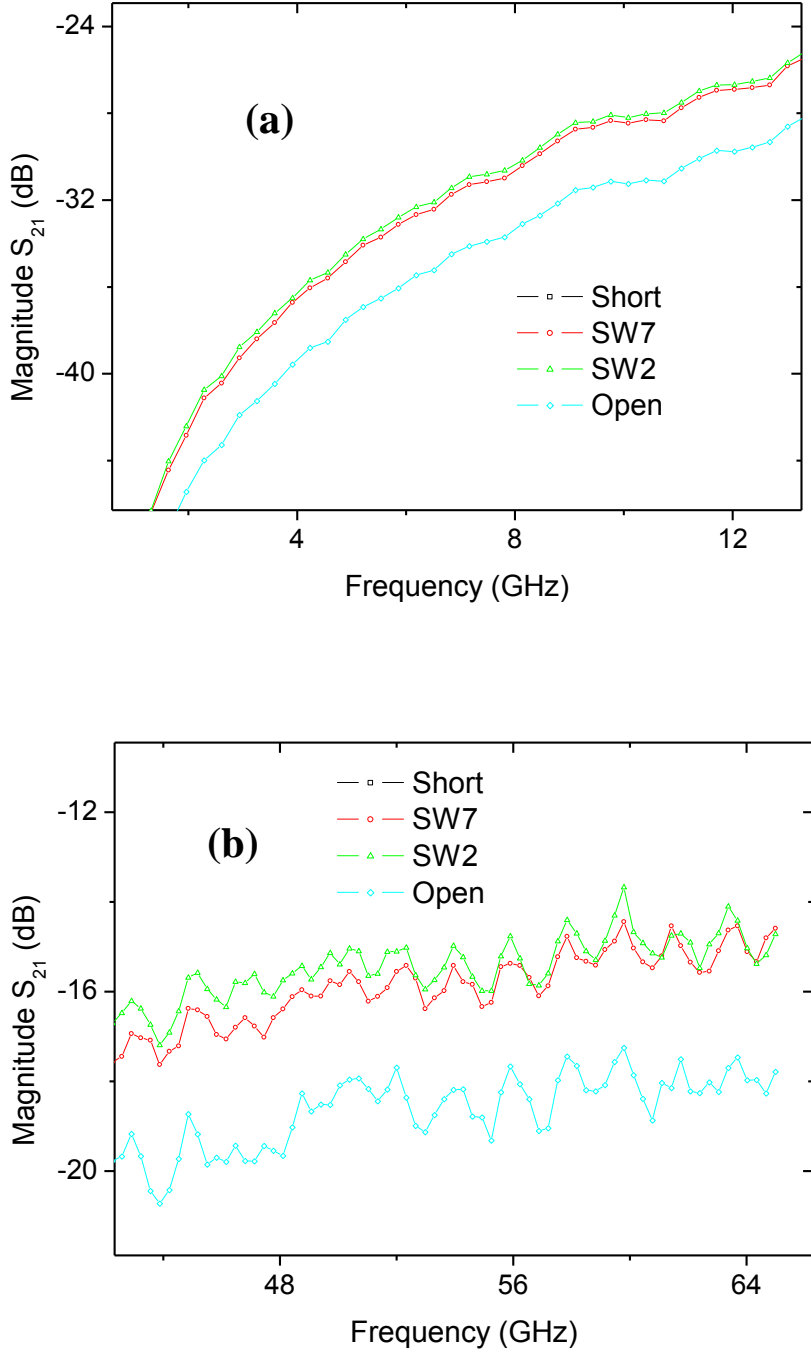 -24
(a)
-32
Magnitude S21 (dB)
Short
SW7
-40
SW2
Open
4
8
12
Frequency (GHz)
Short
-12
SW7
(b)
SW2
Open
Magnitude S21 (dB)
-16
-20
48
56
64
Frequency (GHz)